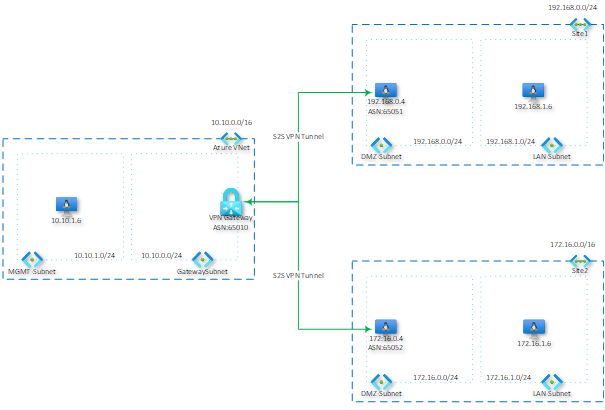 192.168.0.0/24
Site1
192.168.0.4
ASN:65051
192.168.1.6
192.168.0.0/24
192.168.1.0/24
DMZ Subnet
LAN Subnet
S2S VPN Tunnel
10.10.0.0/16
Azure VNet
10.10.1.6
VPN Gateway
ASN:65010
10.10.1.0/24
10.10.0.0/24
MGMT Subnet
GatewaySubnet
S2S VPN Tunnel
172.16.0.0/16
Site2
172.16.0.4
ASN:65052
172.16.1.6
172.16.0.0/24
172.16.1.0/24
DMZ Subnet
LAN Subnet